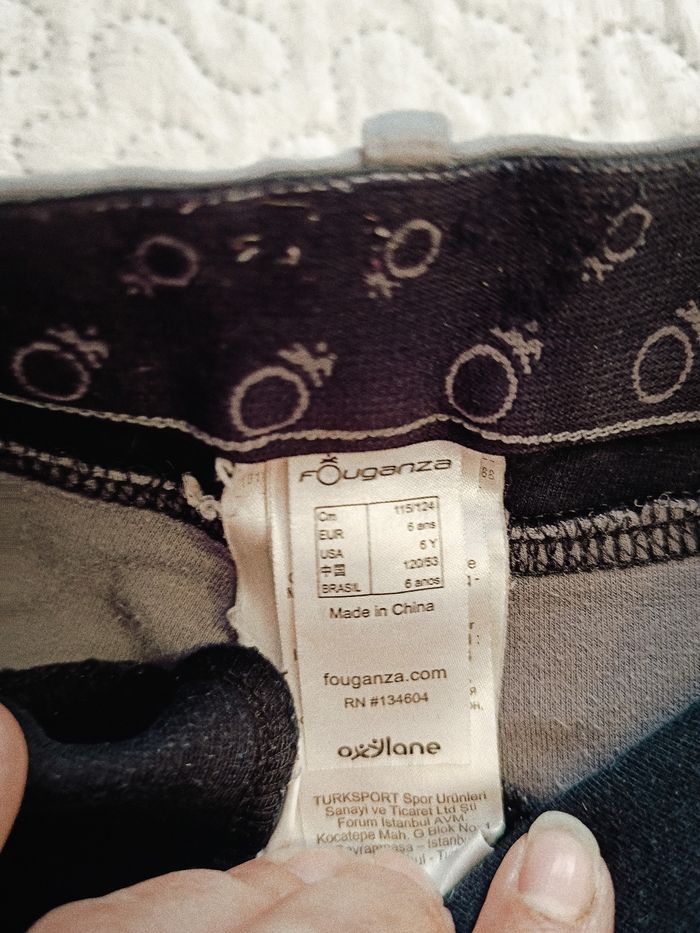 FOuganza
Cm 115/124
EUR 6 ans
USA 6 Y
中国 120/53
BRASIL 6 anos
Made in China
fouganza.com
RN #134604
oxylane
TURKSPORT Spor Urünleri
Sanayi ve Ticaret Ltd Sti
Forum Istanbul AVM.
Kocatepe Mah. G Blok No. 1